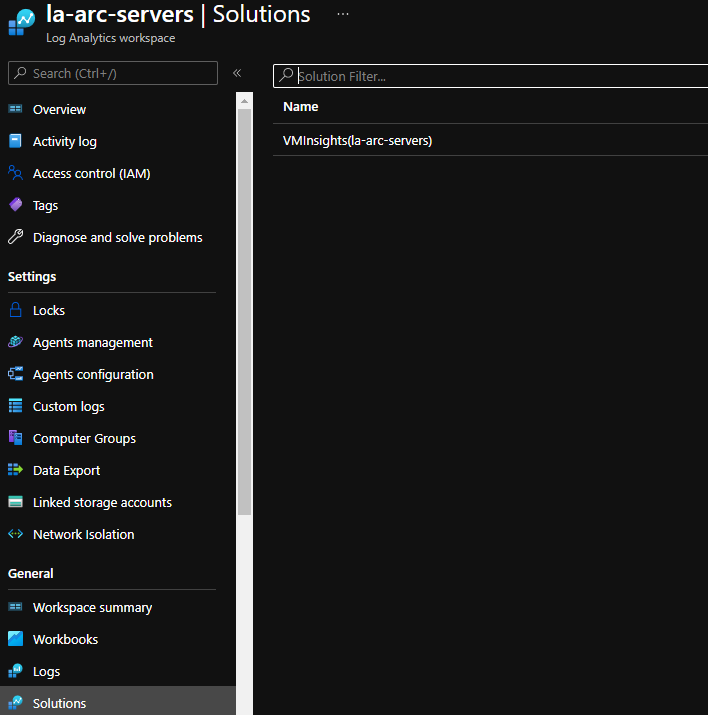 la-arc-servers | Solutions ...
Log Analytics workspace
Search (Ctrl+/)
«
Overview
Activity log
Access control (IAM)
Tags
Diagnose and solve problems
Settings
Locks
Agents management
Agents configuration
Custom logs
Computer Groups
Data Export
Linked storage accounts
Network Isolation
General
Workspace summary
Workbooks
Logs
Solutions
Solution Filter...
Name
VMInsights(la-arc-servers)